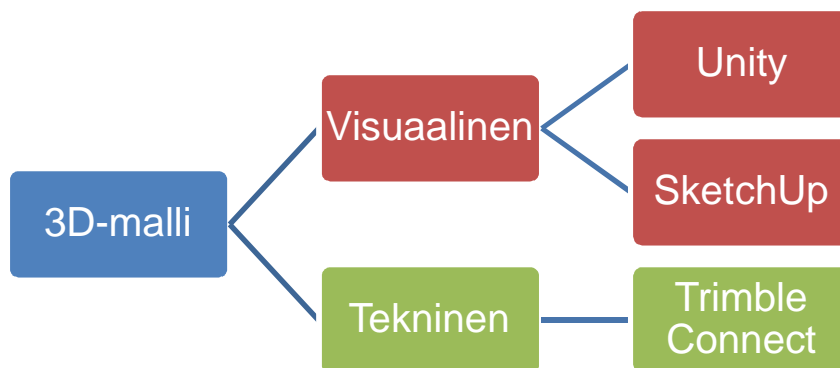 3D-malli
Visuaalinen
Unity
SketchUp
Tekninen
Trimble
Connect